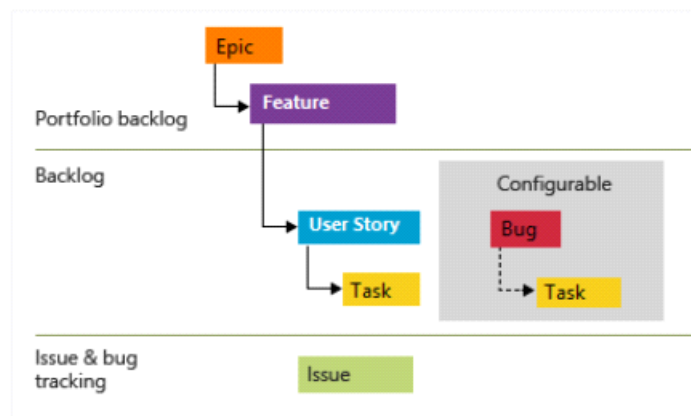 Epic
Feature
Portfolio backlog
Backlog
Configurable
User Story
Bug
Task
Task
Issue & bug
tracking
Issue